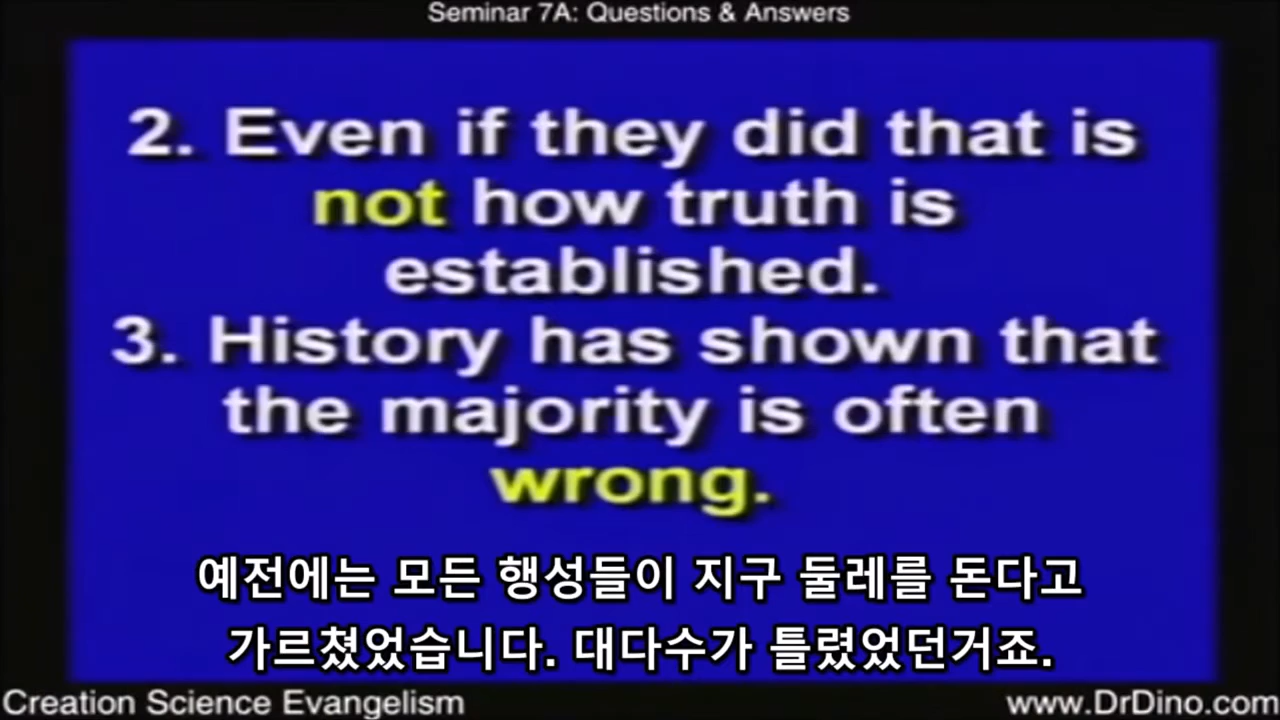 Seminar 7A: Questions & Answers
2. Even if they did that is
not how truth is
established.
3. History has shown that
the majority is often
wrong.
예전에는 모든 행성들이 지구 둘레를 돈다고
가르쳤었습니다. 대다수가 틀렸었던거죠.
Creation Science Evangelism
www.DrDino.com